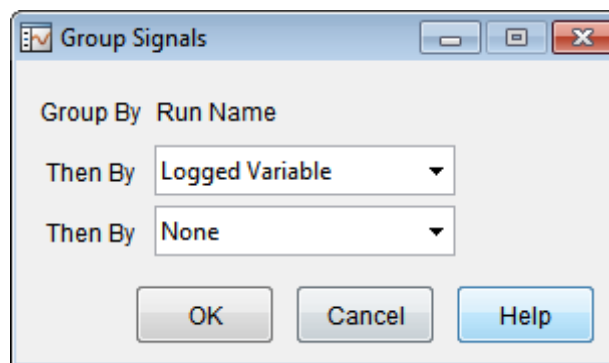 Group Signals
Group By Run Name
Then By Logged Variable
Then By None
OK Cancel Help